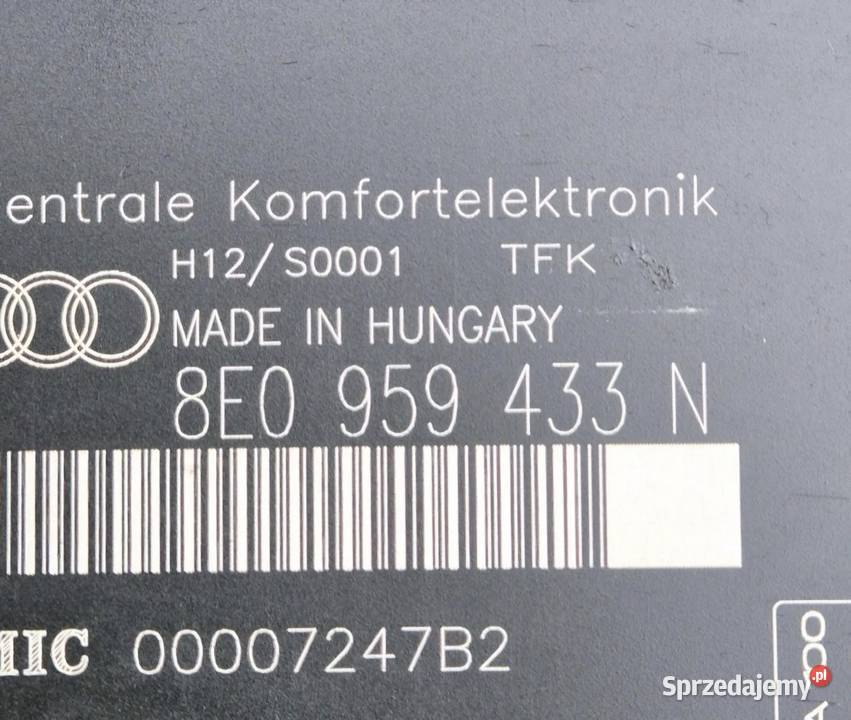 entrale Komfortelektronik
H12/S0001 TFK
MADE IN HUNGARY
8E0 959 433 N
MIC 00007247B2
Sprzedajemy.pl